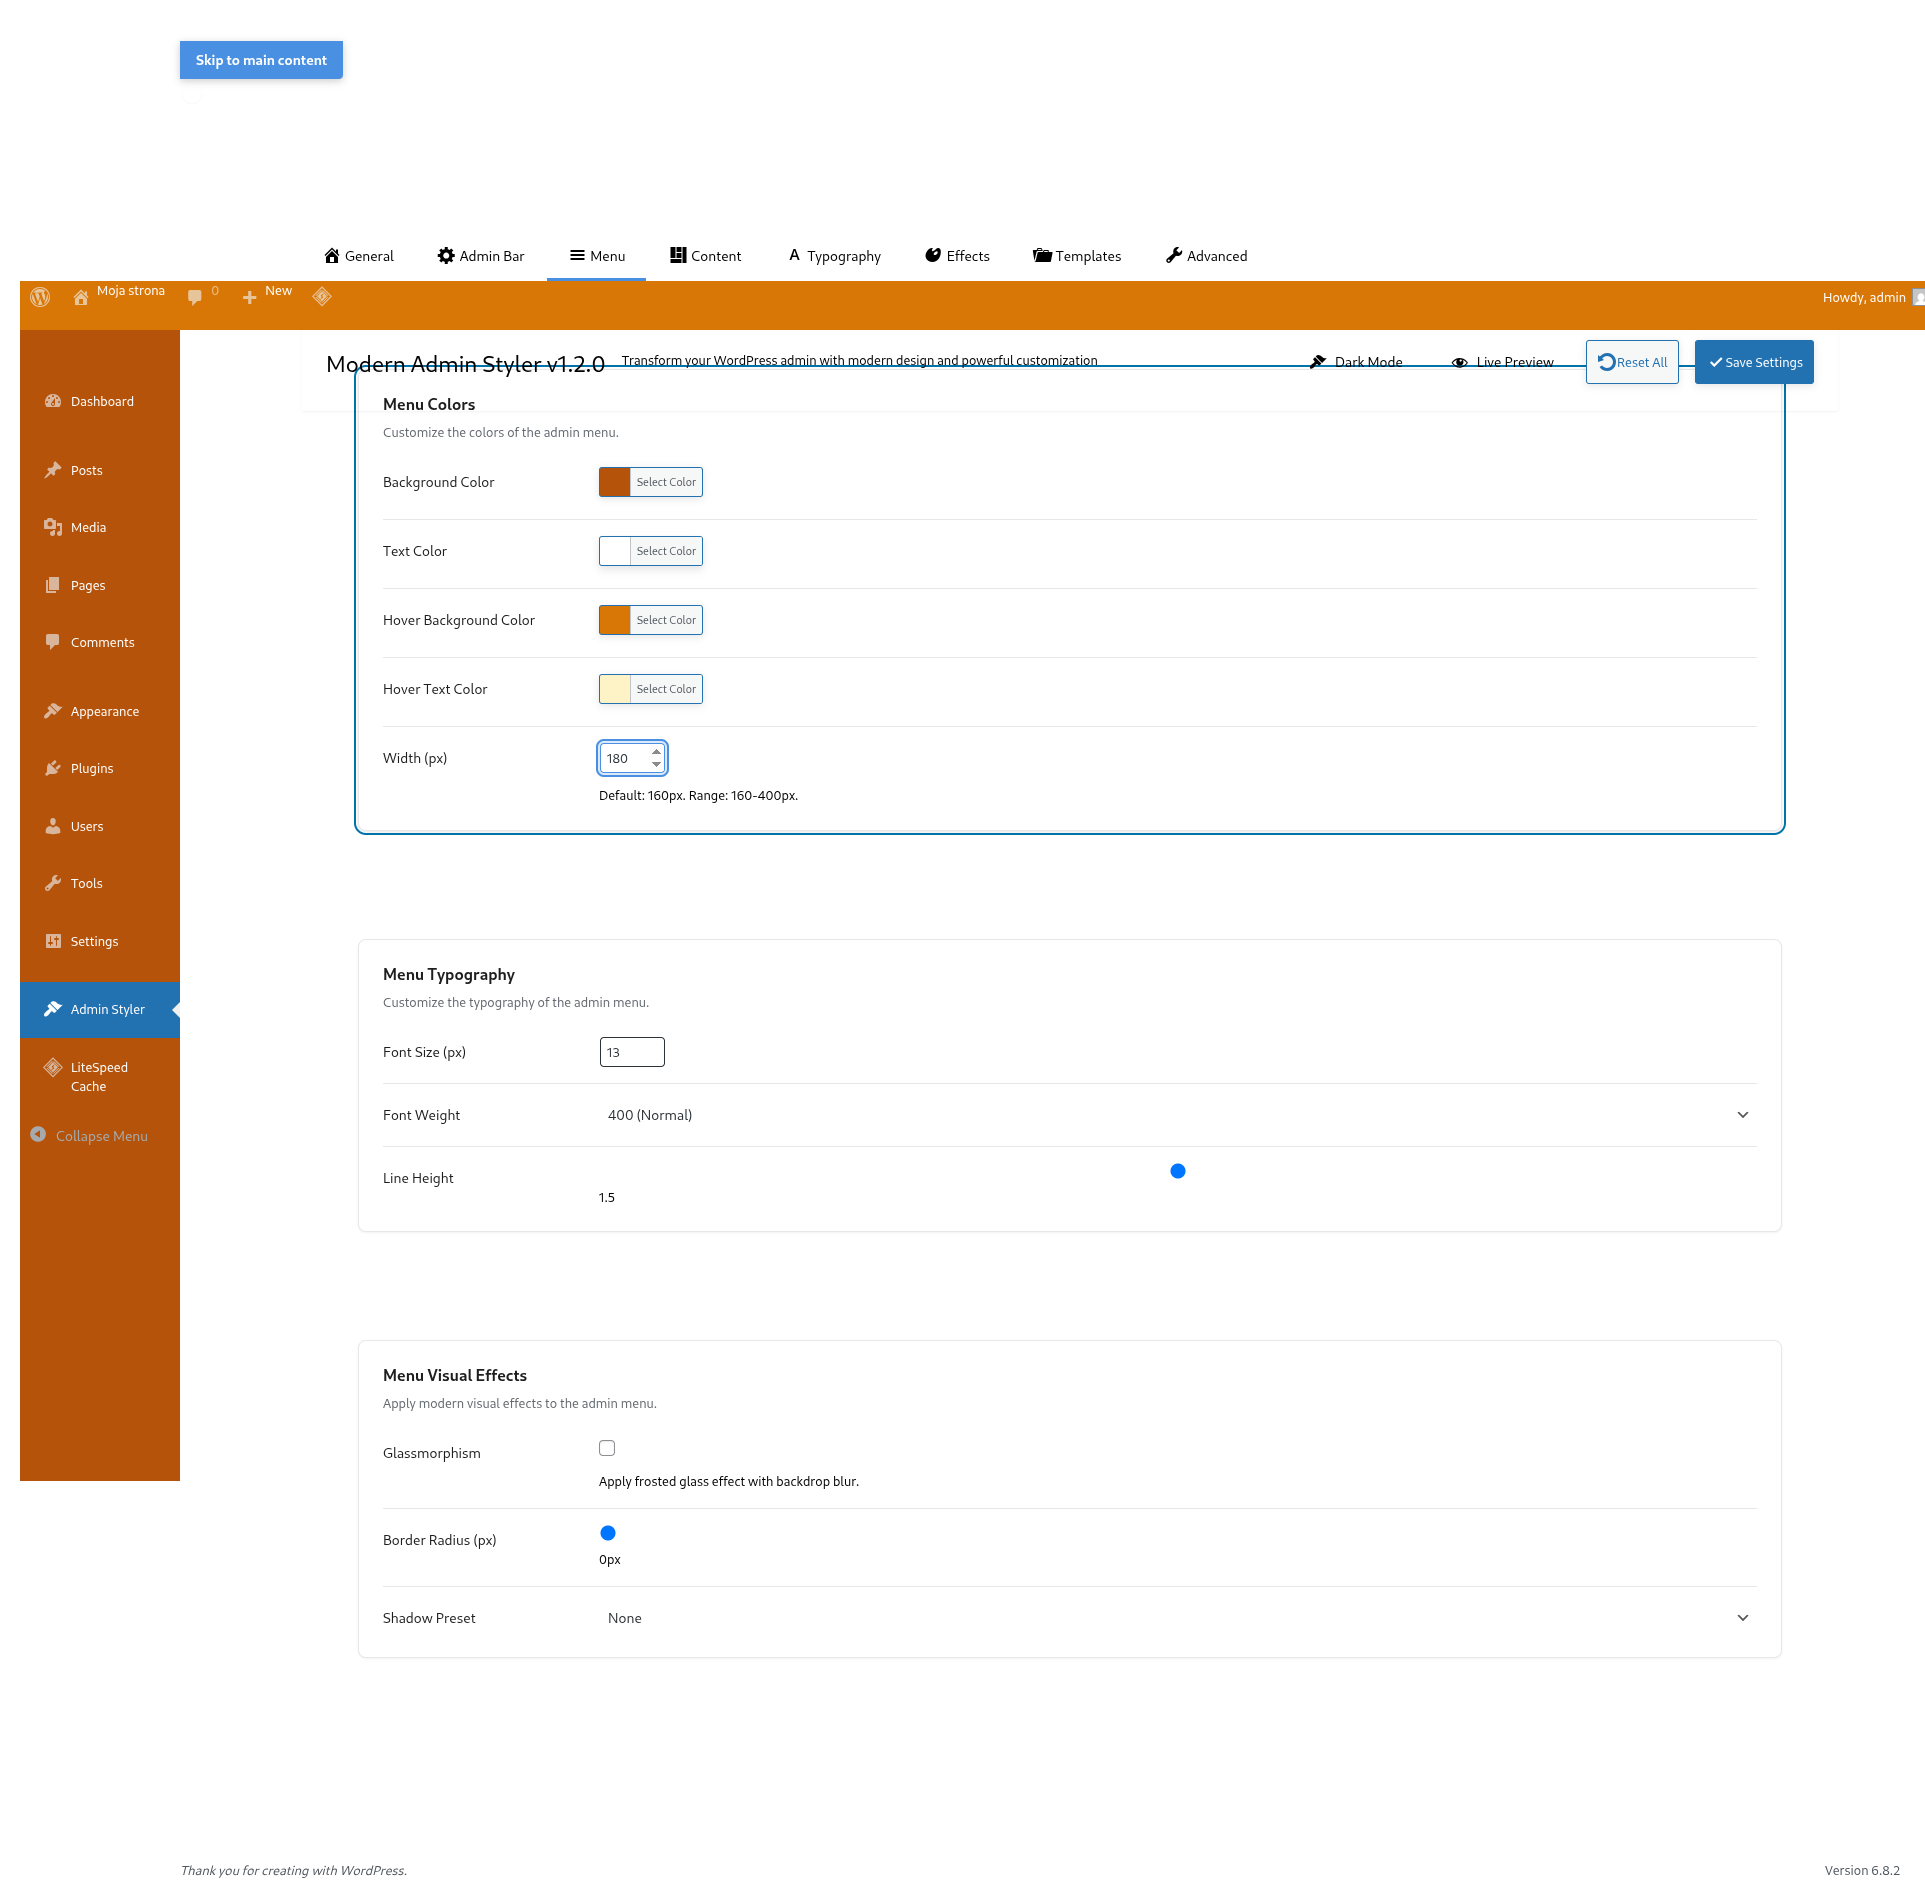 Skip to main content
General
Admin Bar
Menu
Content
Typography
Effects
Templates
Advanced
Moja strona
0
New
Howdy, admin
Modern Admin Styler v1.2.0
Transform your WordPress admin with modern design and powerful customization
Dark Mode
Live Preview
Reset All
Save Settings
Dashboard
Posts
Media
Pages
Comments
Appearance
Plugins
Users
Tools
Settings
Admin Styler
LiteSpeed
Cache
Collapse Menu
Menu Colors
Customize the colors of the admin menu.
Background Color
Select Color
Text Color
Select Color
Hover Background Color
Select Color
Hover Text Color
Select Color
Width (px)
180
Default: 160px. Range: 160-400px.
Menu Typography
Customize the typography of the admin menu.
Font Size (px)
13
Font Weight
400 (Normal)
Line Height
1.5
Menu Visual Effects
Apply modern visual effects to the admin menu.
Glassmorphism
Apply frosted glass effect with backdrop blur.
Border Radius (px)
0px
Shadow Preset
None
Thank you for creating with WordPress.
Version 6.8.2